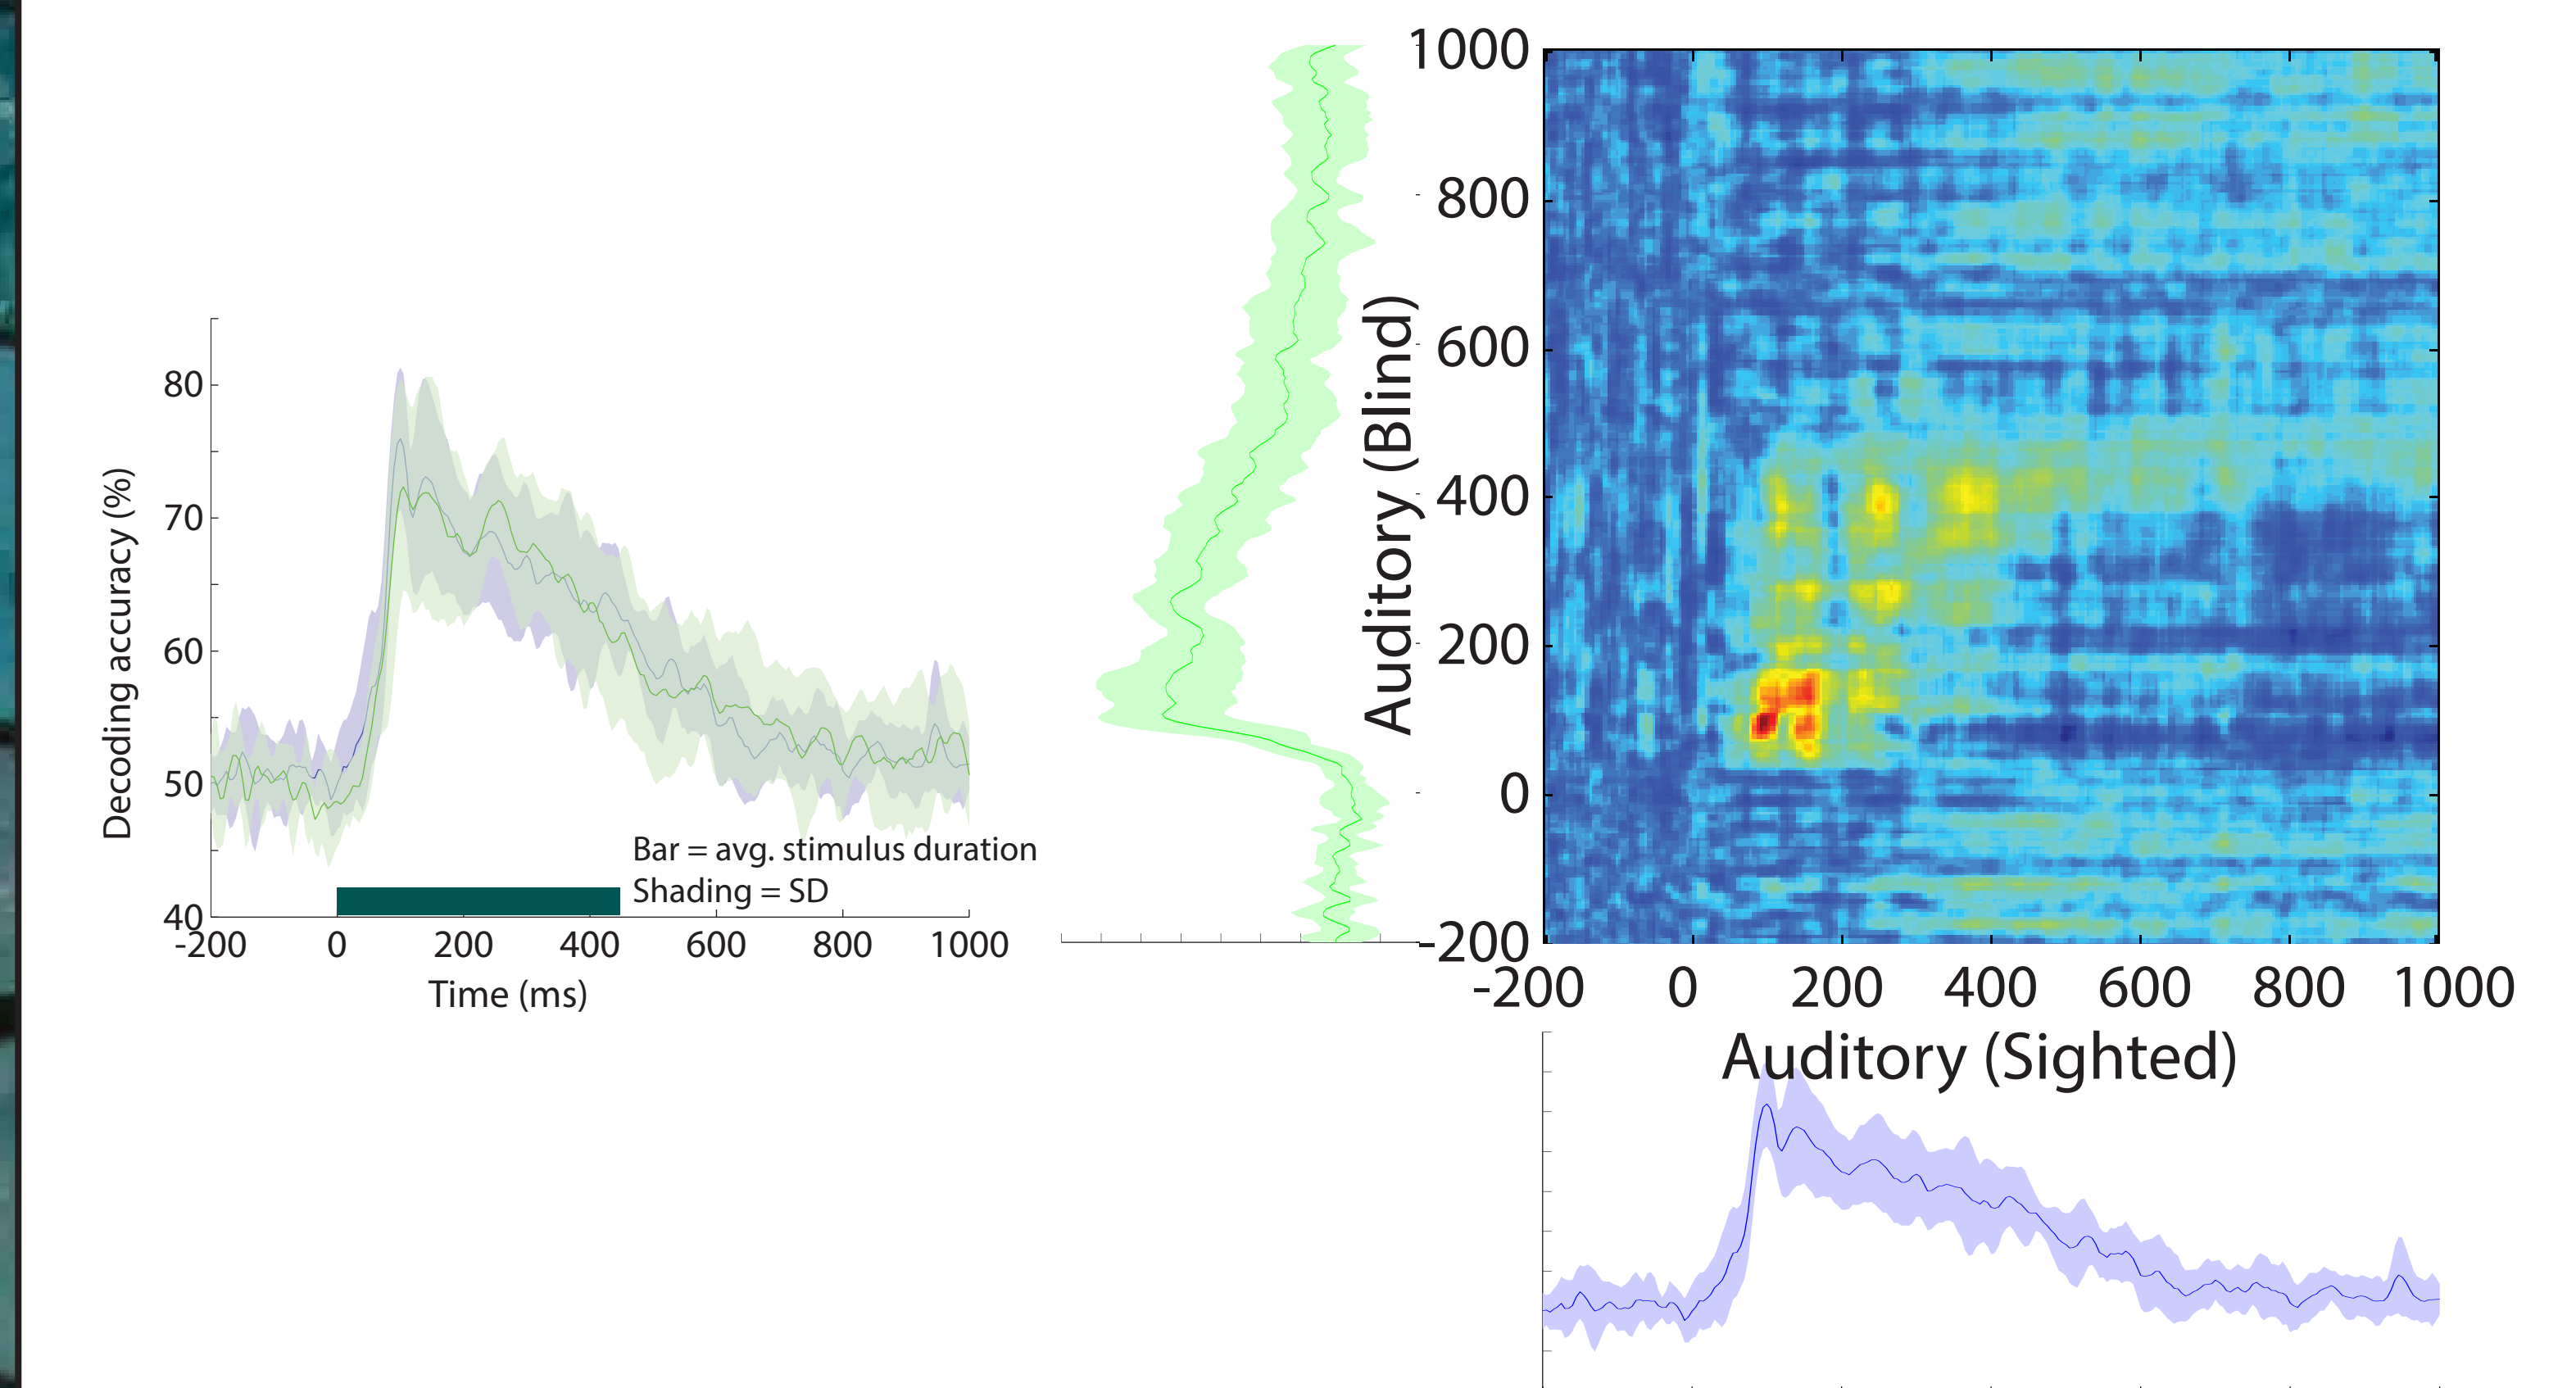 80
70
60
50
40
Decoding accuracy (%)
-200 0 200 400 600 800 1000
Time (ms)
Bar = avg. stimulus duration
Shading = SD
1000
800
600
400
200
0
-200
Auditory (Blind)
-200 0 200 400 600 800 1000
Auditory (Sighted)